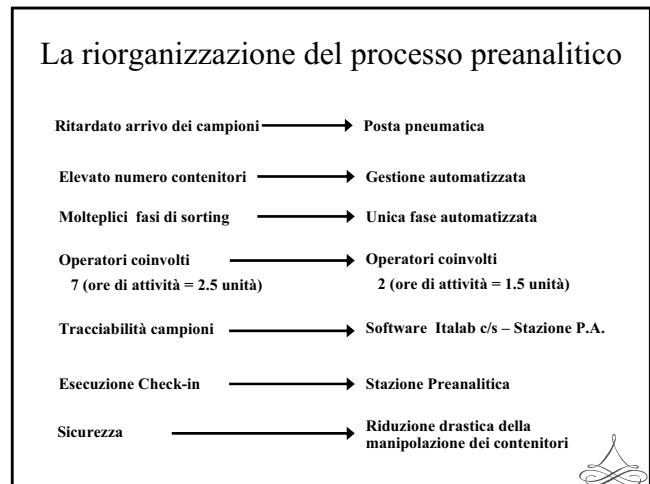 La riorganizzazione del processo preanalitico
Ritardato arrivo dei campioni Posta pneumatica
Elevato numero contenitori Gestione automatizzata
Molteplici fasi di sorting Unica fase automatizzata
Operatori coinvolti Operatori coinvolti
7 (ore di attività = 2.5 unità) 2 (ore di attività = 1.5 unità)
Tracciabilità campioni Software Italab c/s – Stazione P.A.
Esecuzione Check-in Stazione Preanalitica
Sicurezza Riduzione drastica della
manipolazione dei contenitori